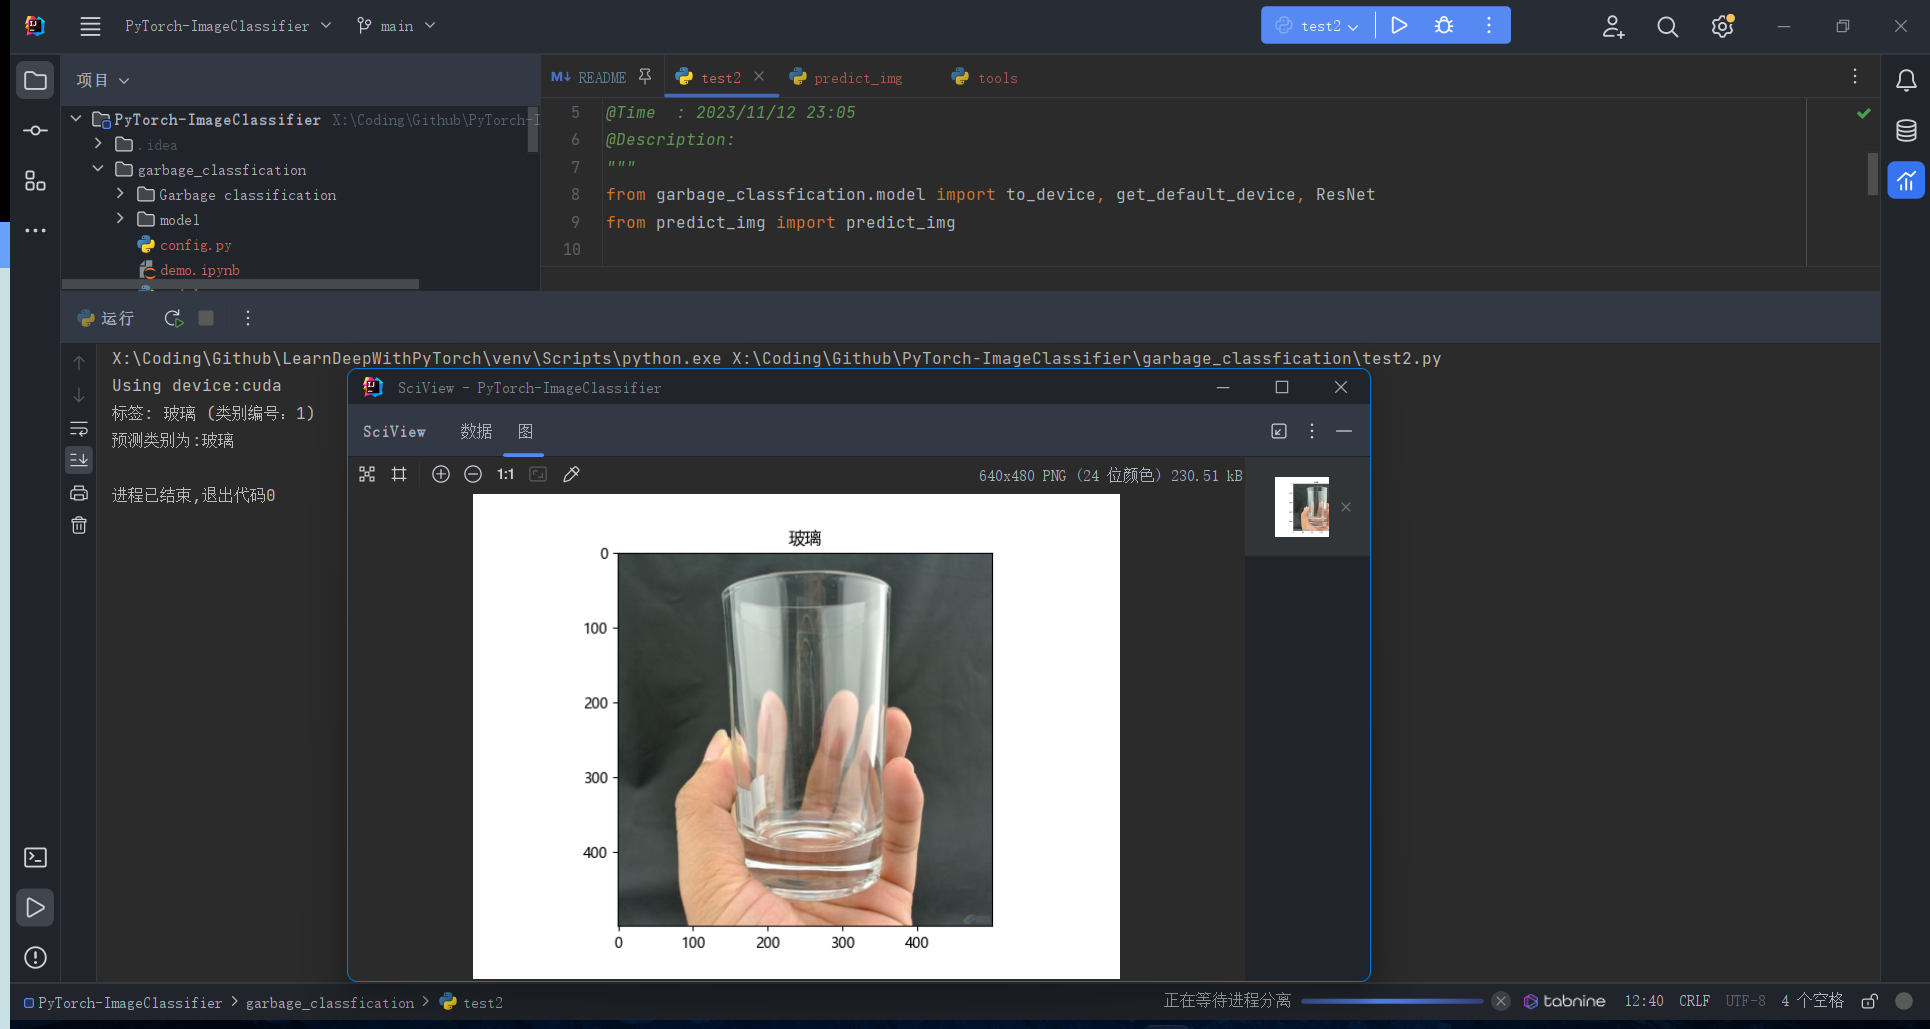 PyTorch-ImageClassifier
main
test2
项目
README
test2
predict_img
tools
PyTorch-ImageClassifier X:\Coding\Github\PyTorch-I
.idea
garbage_classfication
Garbage classification
model
config.py
demo.ipynb
5 @Time  : 2023/11/12 23:05
6 @Description:
7 """
8 from garbage_classfication.model import to_device, get_default_device, ResNet
9 from predict_img import predict_img
10
运行
X:\Coding\Github\LearnDeepWithPyTorch\venv\Scripts\python.exe X:\Coding\Github\PyTorch-ImageClassifier\garbage_classfication\test2.py
Using device:cuda
标签: 玻璃 (类别编号: 1)
预测类别为:玻璃
进程已结束,退出代码0
SciView - PyTorch-ImageClassifier
SciView 数据 图
1:1
640x480 PNG (24 位颜色) 230.51 kB
玻璃
0
100
200
300
400
0 100 200 300 400
PyTorch-ImageClassifier > garbage_classfication > test2
正在等待进程分离
tabnine
12:40 CRLF UTF-8 4 个空格